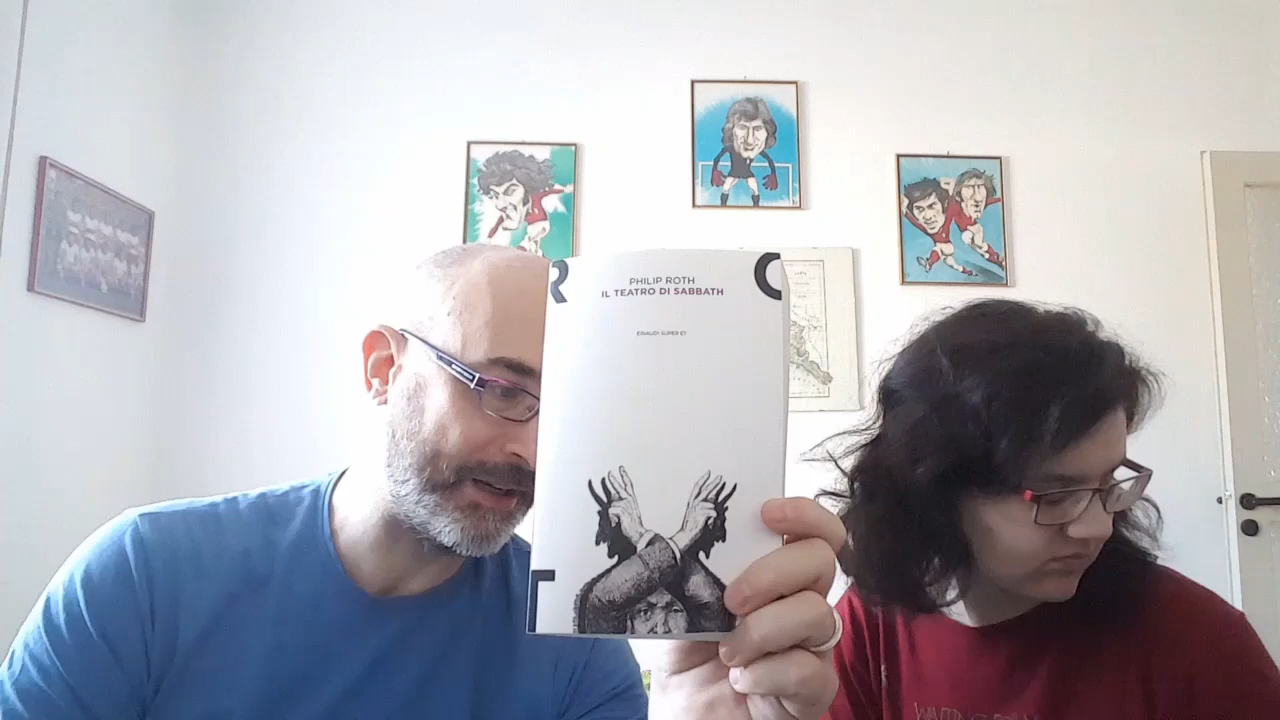 R
PHILIP ROTH
IL TEATRO DI SABBATH
EINAUDI SUPER ET